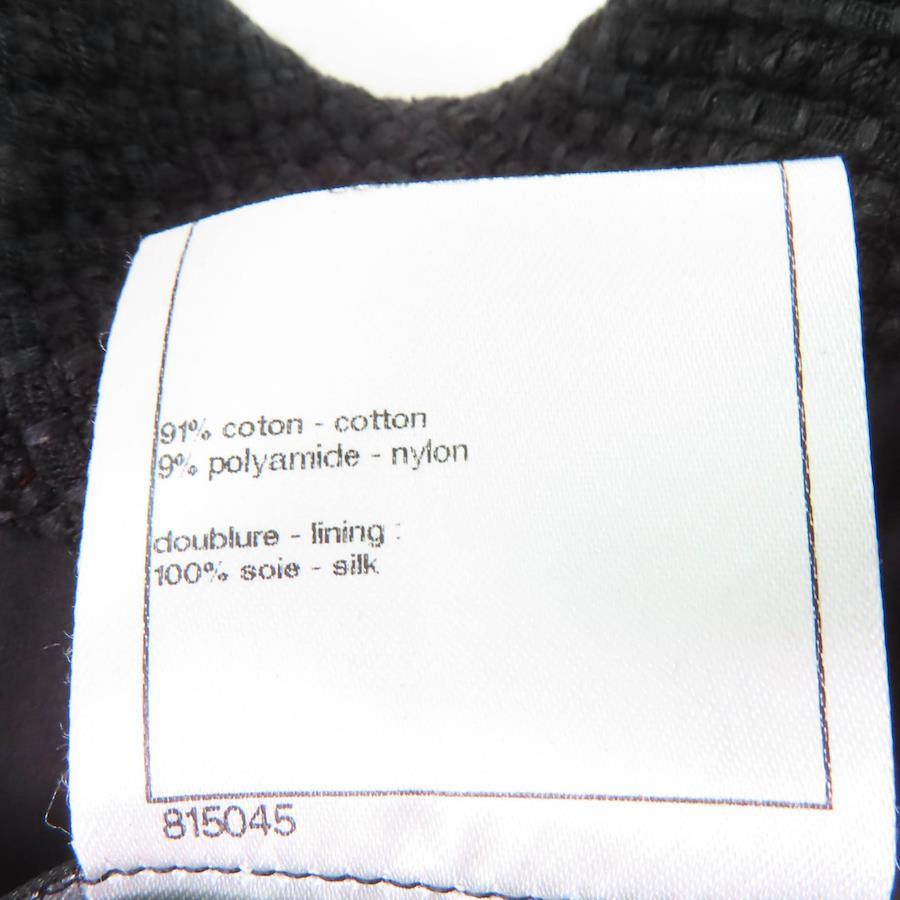 91% coton - cotton
9% polyamide - nylon
doublure - lining :
100% soie - silk
815045